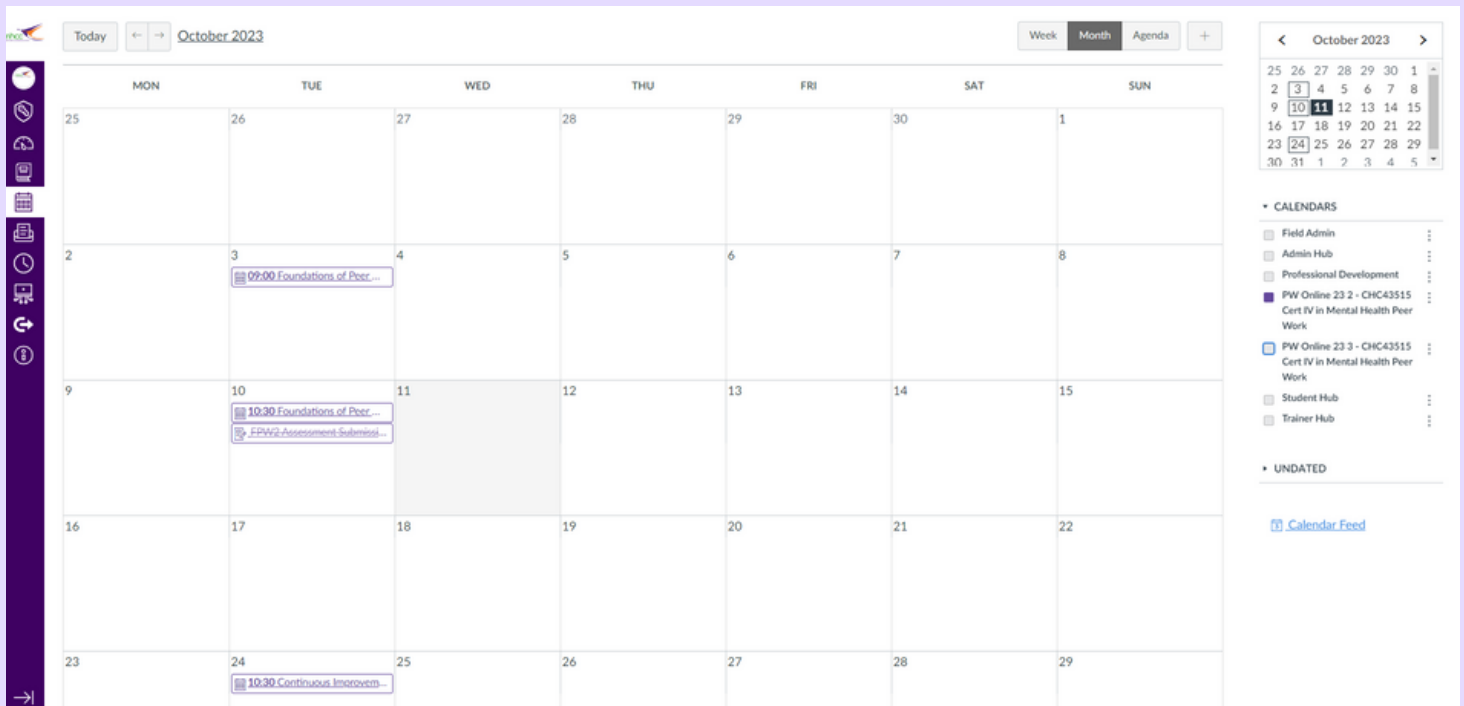 mhcc
Today ← → October 2023
Week Month Agenda +
MON TUE WED THU FRI SAT SUN
25 26 27 28 29 30 1
2 3 4 5 6 7 8
09:00 Foundations of Peer ...
9 10 11 12 13 14 15
10:30 Foundations of Peer ...
FPW2 Assessment Submissi...
16 17 18 19 20 21 22
23 24 25 26 27 28 29
10:30 Continuous Improvem...
< October 2023 >
25 26 27 28 29 30 1
2 3 4 5 6 7 8
9 10 11 12 13 14 15
16 17 18 19 20 21 22
23 24 25 26 27 28 29
30 31 1 2 3 4 5
CALENDARS
Field Admin
Admin Hub
Professional Development
PW Online 23 2 - CHC43515
Cert IV in Mental Health Peer
Work
PW Online 23 3 - CHC43515
Cert IV in Mental Health Peer
Work
Student Hub
Trainer Hub
UNDATED
Calendar Feed